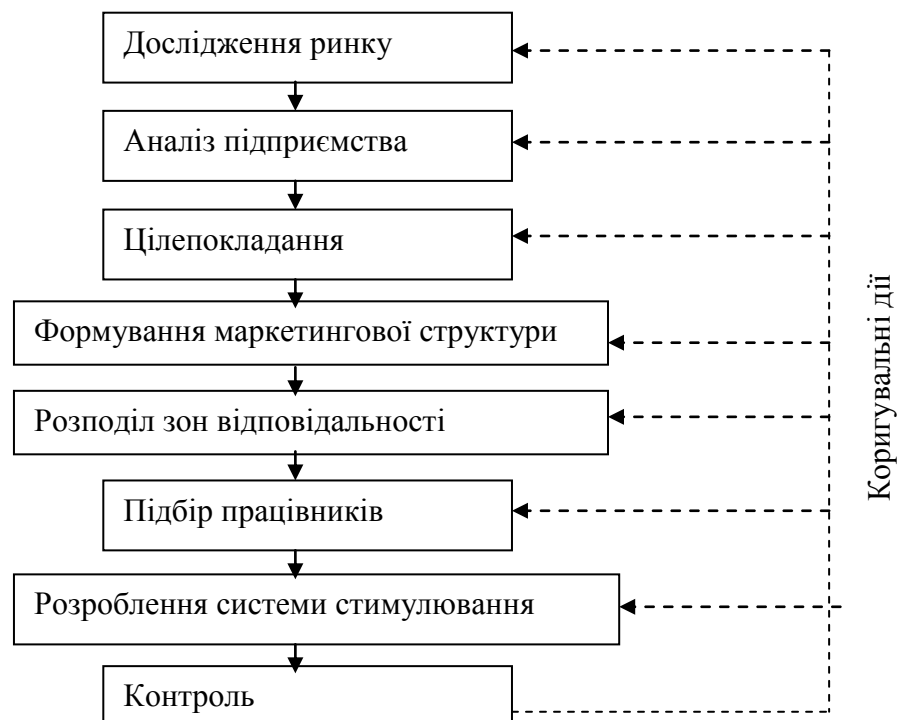 Дослідження ринку
Аналіз підприємства
Цілепокладання
Формування маркетингової структури
Розподіл зон відповідальності
Підбір працівників
Розроблення системи стимулювання
Контроль
Коригувальні дії